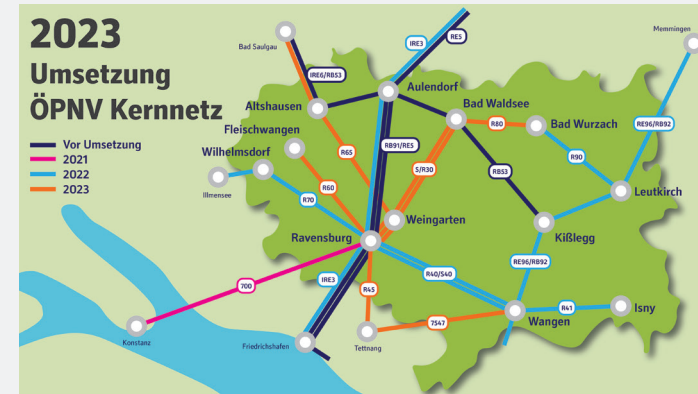 2023
Umsetzung
ÖPNV Kernnetz
Vor Umsetzung
2021
2022
2023
Bad Saulgau
IRE6/RB53
IRE3
RE5
Memmingen
Altshausen
Aulendorf
Bad Waldsee
Fleischwangen
R80
Bad Wurzach
RE96/RB92
Wilhelmsdorf
R65
RB91/RE5
R90
Illmensee
R60
5/R30
RB53
Leutkirch
R70
Weingarten
Ravensburg
Kißlegg
RE96/RB92
IRE3
R40/S40
700
R45
R41
Isny
Wangen
7547
Konstanz
Friedrichshafen
Tettnang